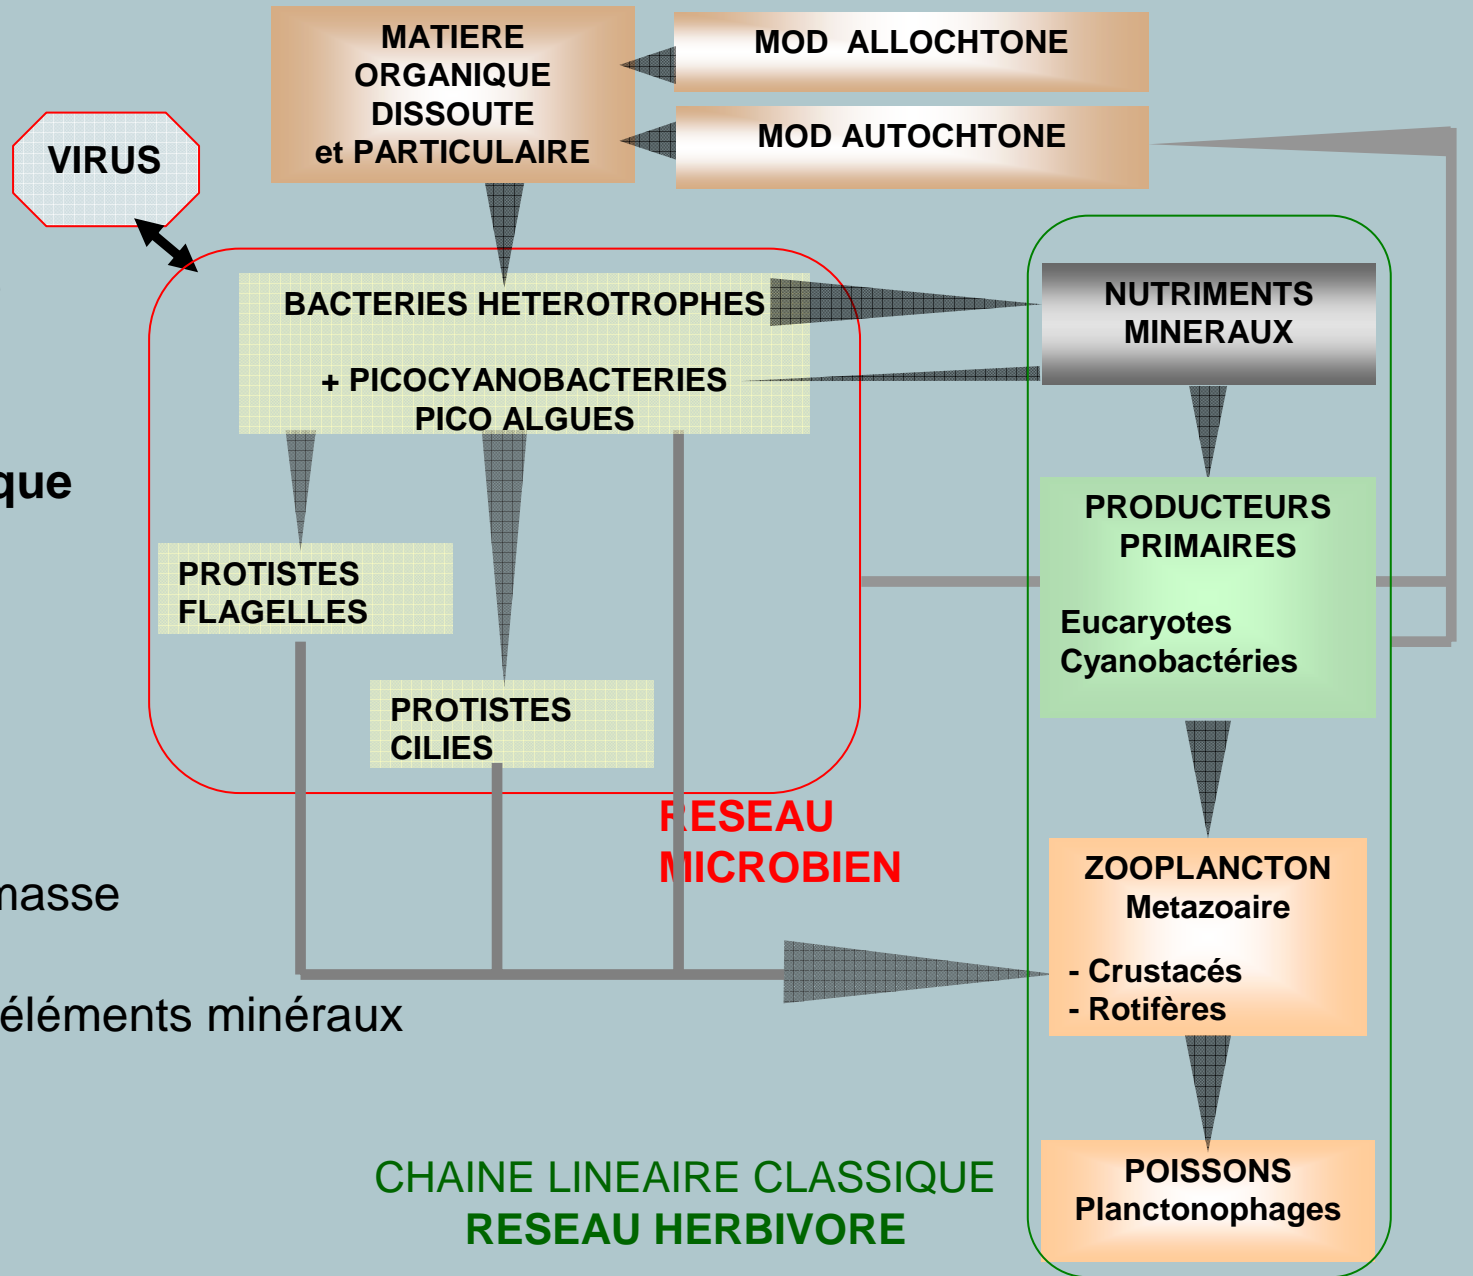 MATIERE
ORGANIQUE
DISSOUTE
et PARTICULAIRE
MOD ALLOCHTONE
MOD AUTOCHTONE
VIRUS
BACTERIES HETEROTROPHES
+ PICOCYANOBACTERIES
PICO ALGUES
NUTRIMENTS
MINERAUX
que
PROTISTES
FLAGELLES
PRODUCTEURS
PRIMAIRES
Eucaryotes
Cyanobactéries
PROTISTES
CILIES
RESEAU
MICROBIEN
masse
ZOOPLANCTON
Metazoaire
- Crustacés
- Rotifères
éléments minéraux
CHAINE LINEAIRE CLASSIQUE
RESEAU HERBIVORE
POISSONS
Planctonophages